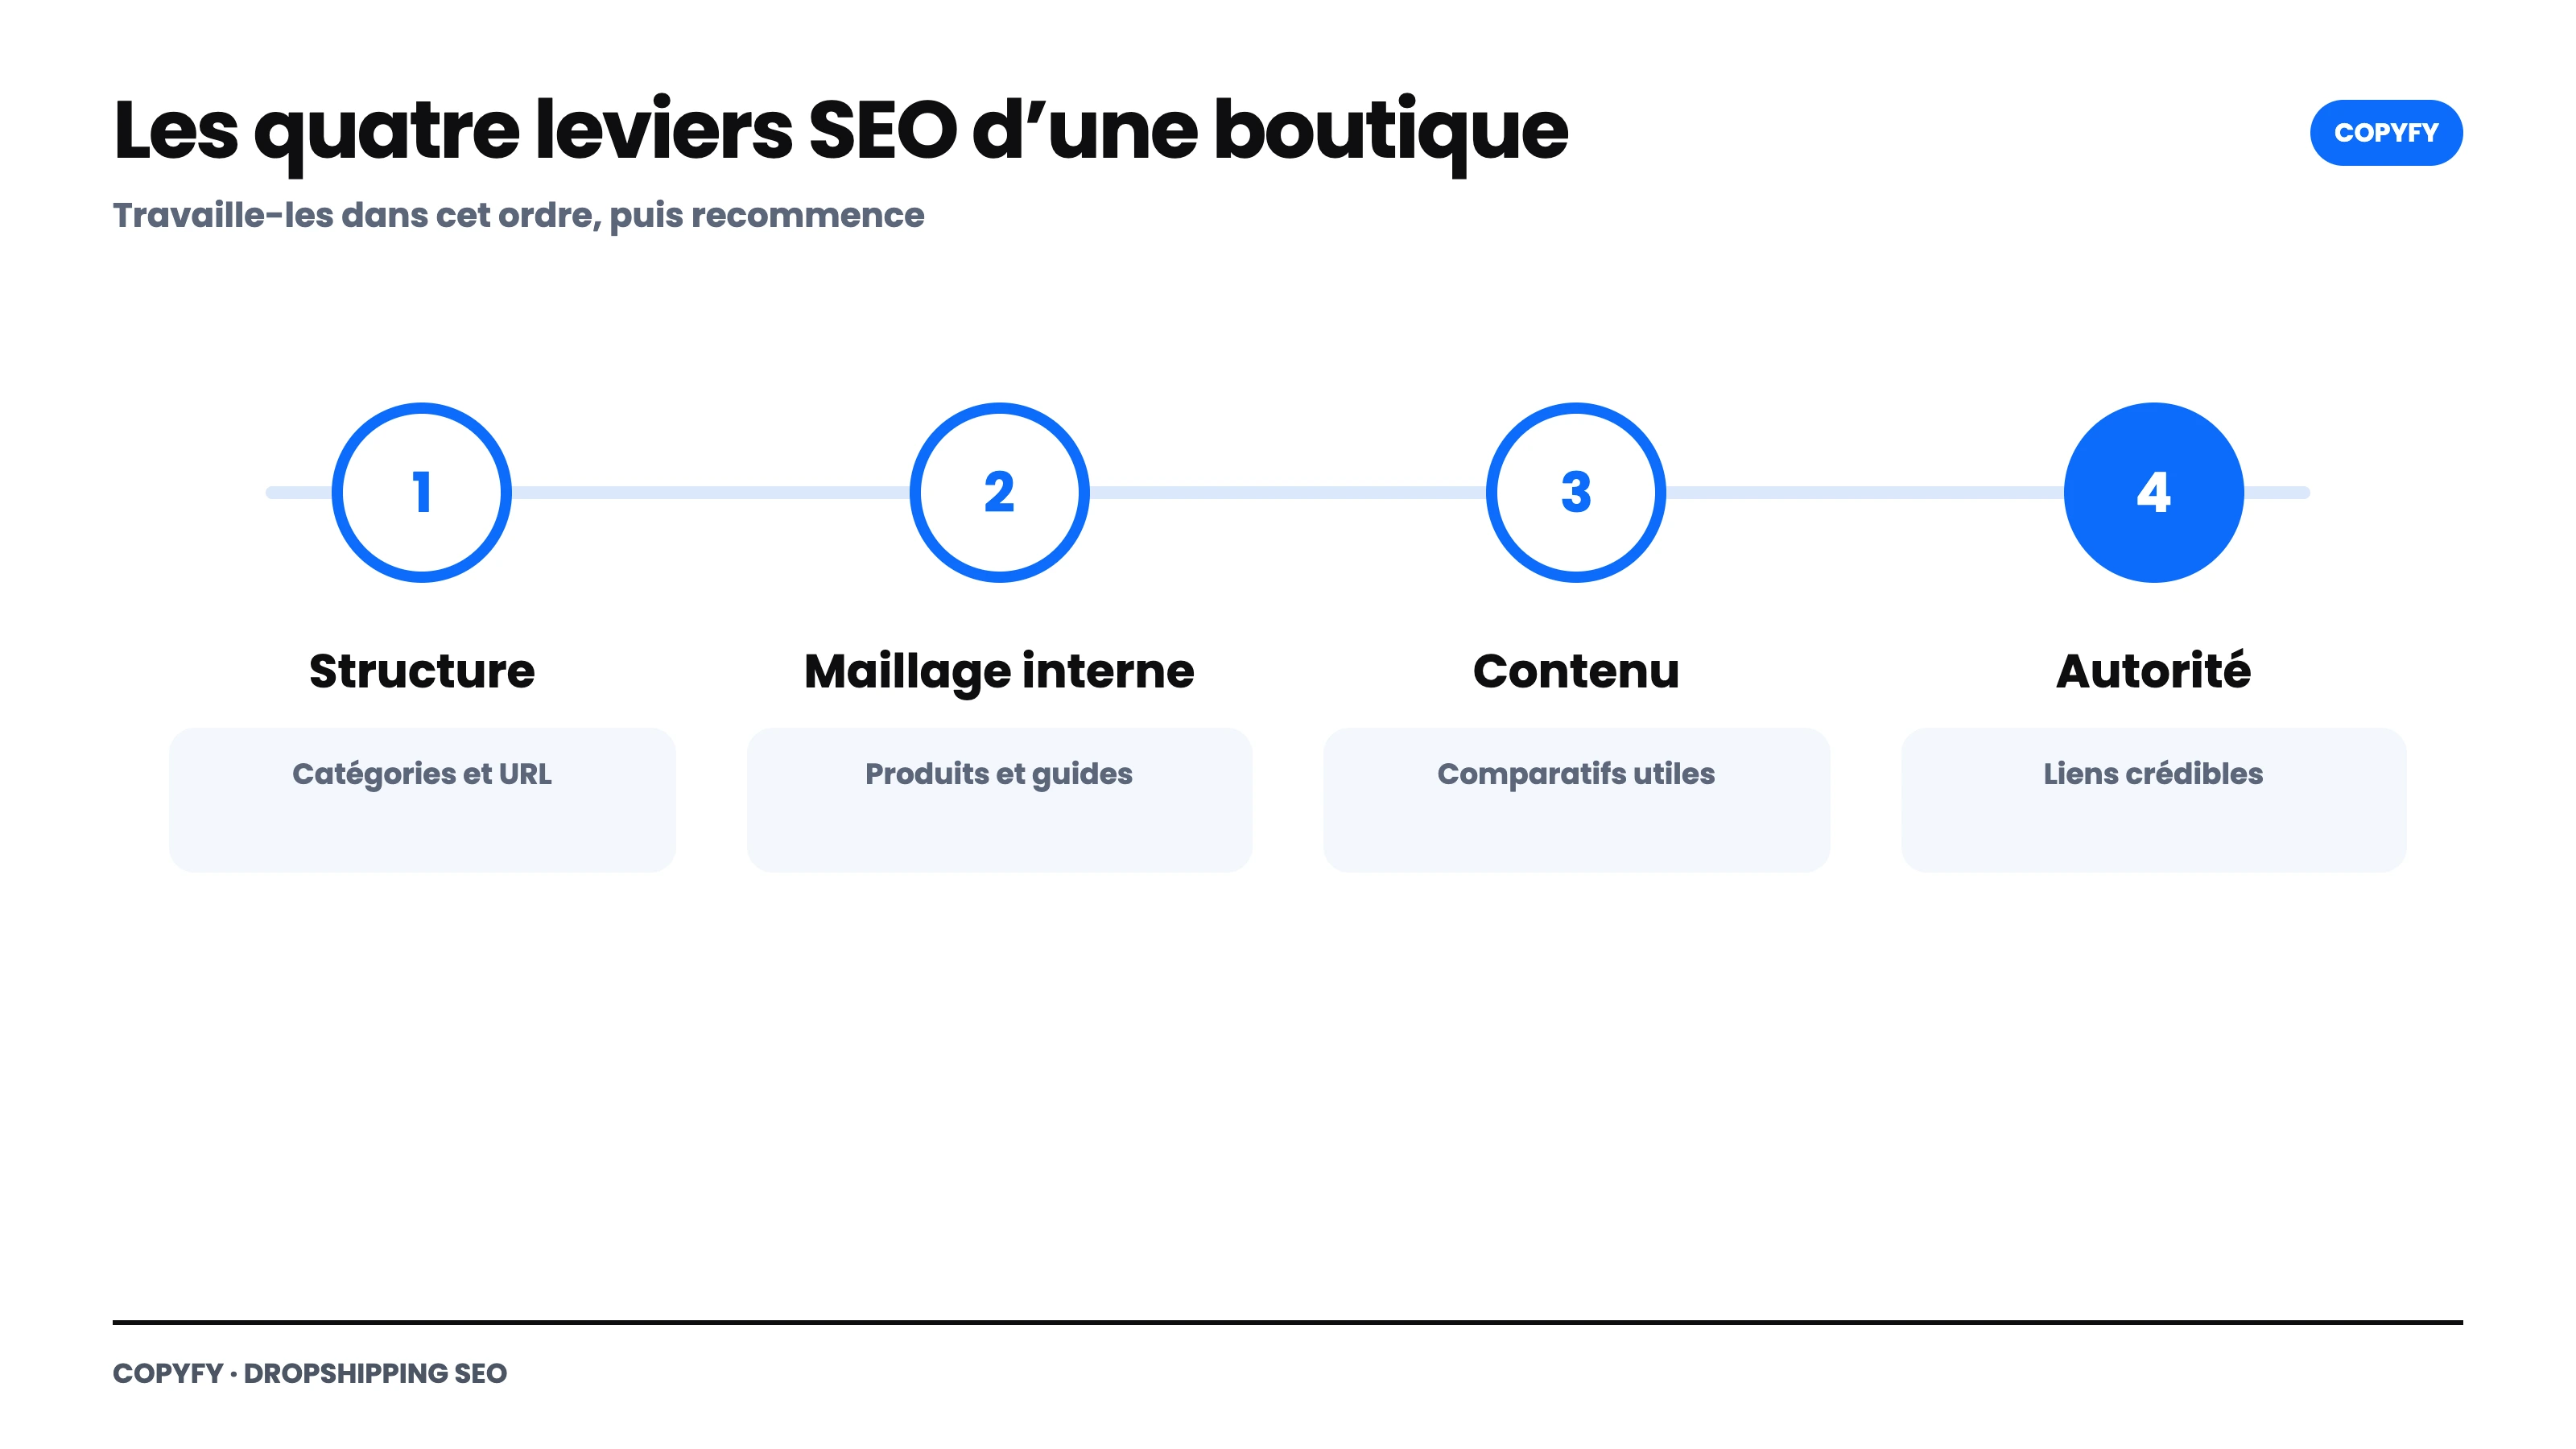 Les quatre leviers SEO d’une boutique
COPYFY
Travaille-les dans cet ordre, puis recommence
1
2
3
4
Structure
Maillage interne
Contenu
Autorité
Catégories et URL
Produits et guides
Comparatifs utiles
Liens crédibles
COPYFY · DROPSHIPPING SEO